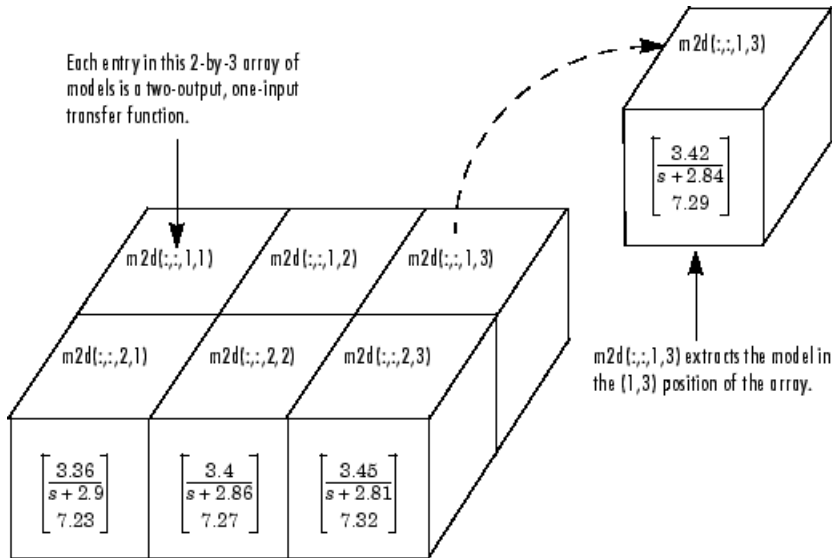 Each entry in this 2-by-3 array of
models is a two-output, one-input
transfer function.
m2d(:,:,1,3)
3.42
s + 2.84
7.29
m2d(:,:,1,1)
m2d(:,:,1,2)
m2d(:,:,1,3)
m2d(:,:,2,1)
m2d(:,:,2,2)
m2d(:,:,2,3)
m2d(:,:,1,3) extracts the model in
the (1,3) position of the array.
3.36
s + 2.9
7.23
3.4
s + 2.86
7.27
3.45
s + 2.81
7.32